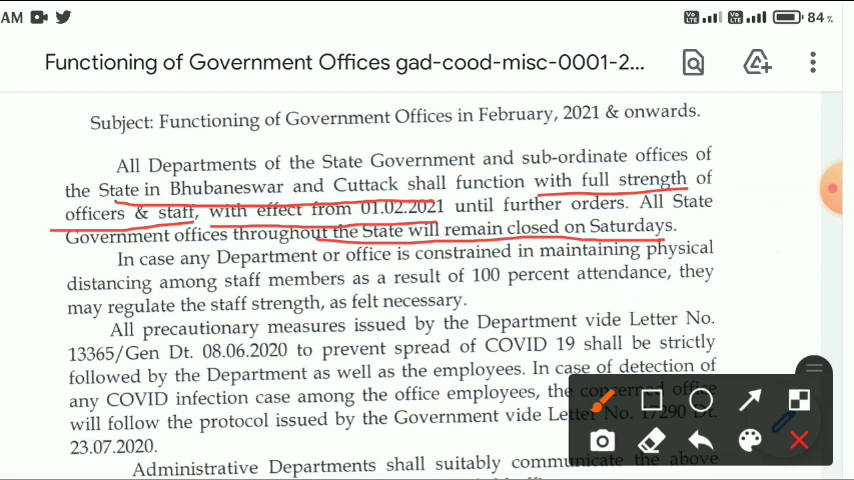 AM
Vo LTE Vo LTE 84%
Functioning of Government Offices gad-cood-misc-0001-2...
Subject: Functioning of Government Offices in February, 2021 & onwards.
All Departments of the State Government and sub-ordinate offices of
the State in Bhubaneswar and Cuttack shall function with full strength of
officers & staff, with effect from 01.02.2021 until further orders. All State
Government offices throughout the State will remain closed on Saturdays.
In case any Department or office is constrained in maintaining physical
distancing among staff members as a result of 100 percent attendance, they
may regulate the staff strength, as felt necessary.
All precautionary measures issued by the Department vide Letter No.
13365/Gen Dt. 08.06.2020 to prevent spread of COVID 19 shall be strictly
followed by the Department as well as the employees. In case of detection of
any COVID infection case among the office employees, the concerned office
will follow the protocol issued by the Government vide Letter No. 17290 Dt.
23.07.2020.
Administrative Departments shall suitably communicate the above